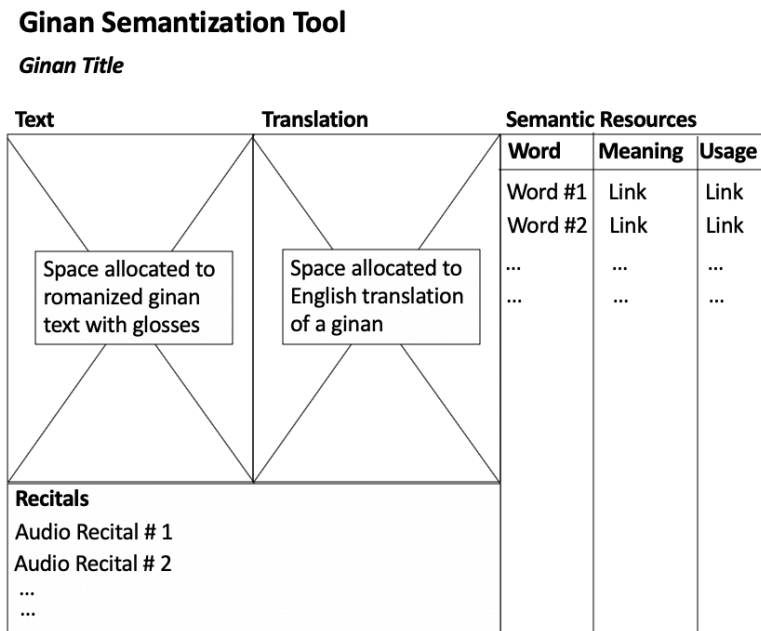 Ginan Semantization Tool
Ginan Title
Text
Translation
Semantic Resources
Space allocated to
romanized ginan
text with glosses
Space allocated to
English translation
of a ginan
Word Meaning Usage
Word #1 Link Link
Word #2 Link Link
... ... ...
... ... ...
Recitals
Audio Recital # 1
Audio Recital # 2
...
...